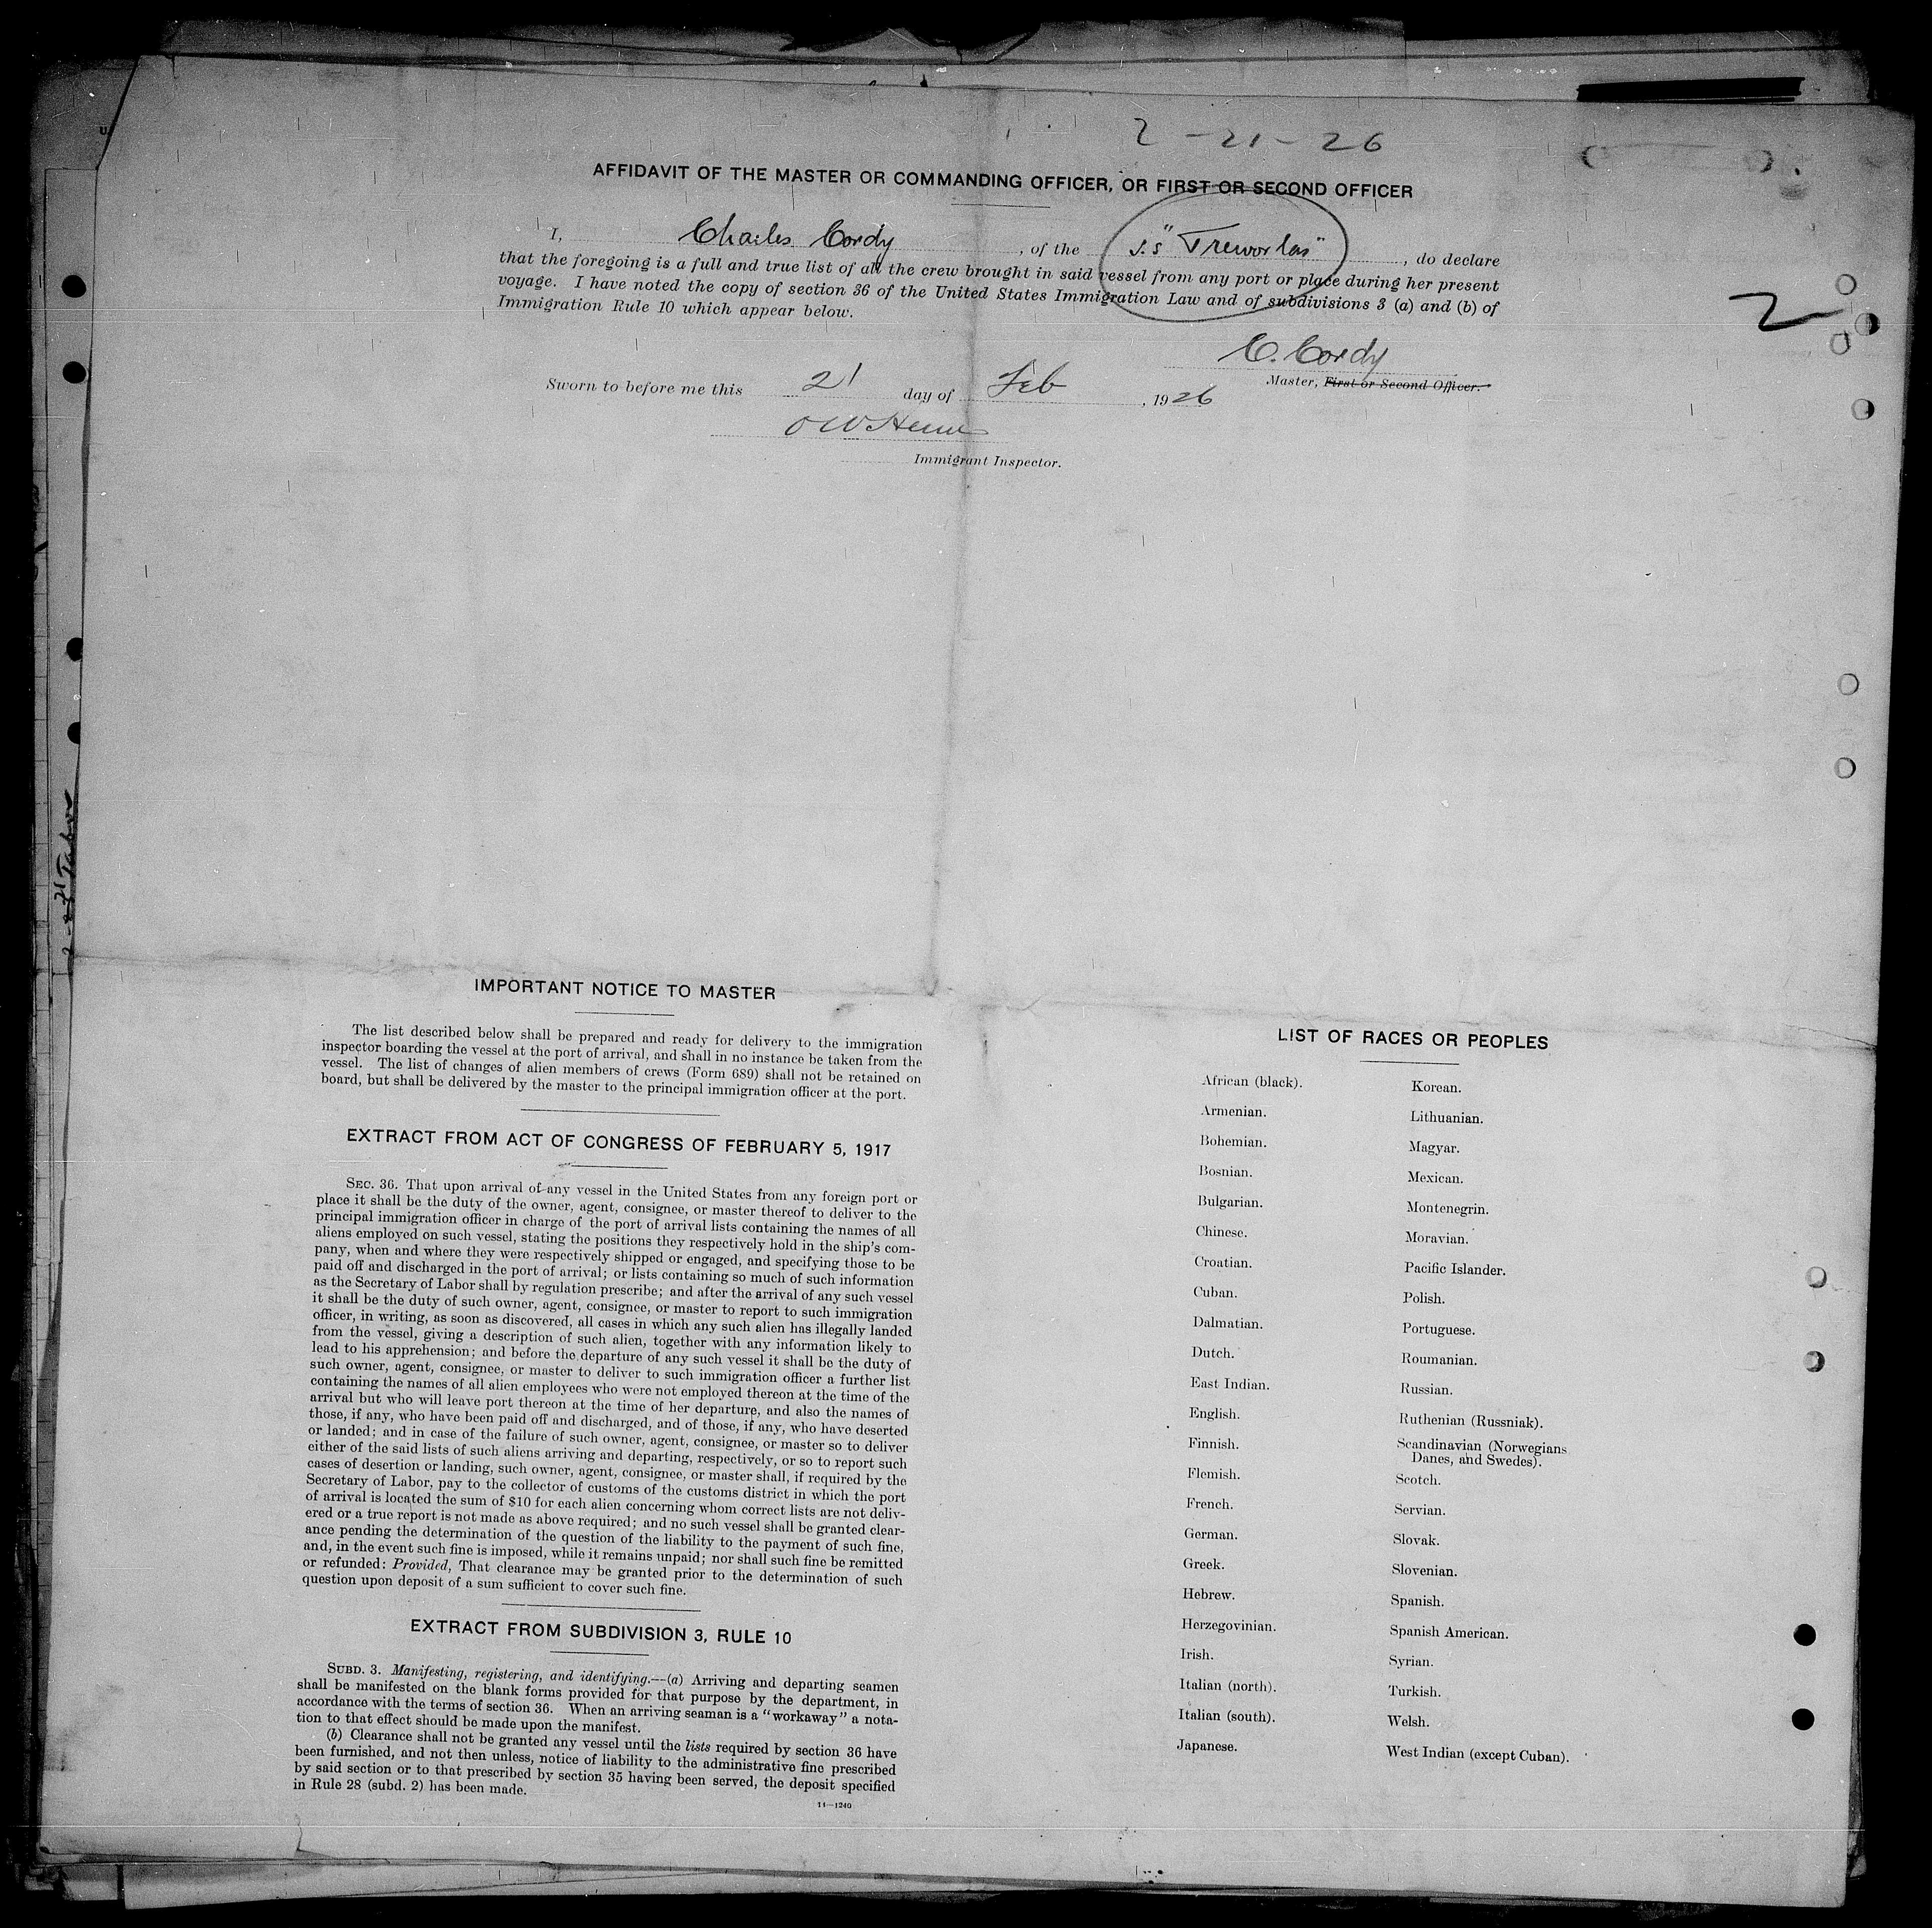 2-21-26
AFFIDAVIT OF THE MASTER OR COMMANDING OFFICER, OR FIRST OR SECOND OFFICER
I, Charles Cordy, of the S.S "Treworlas", do declare
that the foregoing is a full and true list of all the crew brought in said vessel from any port or place during her present
voyage. I have noted the copy of section 36 of the United States Immigration Law and of subdivisions 3 (a) and (b) of
Immigration Rule 10 which appear below.
2
C. Cordy
Master, First or Second Officer.
Sworn to before me this 21 day of Feb, 1926
O W
Immigrant Inspector.
IMPORTANT NOTICE TO MASTER
The list described below shall be prepared and ready for delivery to the immigration
inspector boarding the vessel at the port of arrival, and shall in no instance be taken from the
vessel. The list of changes of alien members of crews (Form 689) shall not be retained on
board, but shall be delivered by the master to the principal immigration officer at the port.
EXTRACT FROM ACT OF CONGRESS OF FEBRUARY 5, 1917
SEC. 36. That upon arrival of any vessel in the United States from any foreign port or
place it shall be the duty of the owner, agent, consignee, or master thereof to deliver to the
principal immigration officer in charge of the port of arrival lists containing the names of all
aliens employed on such vessel, stating the positions they respectively hold in the ship's com-
pany, when and where they were respectively shipped or engaged, and specifying those to be
paid off and discharged in the port of arrival; or lists containing so much of such information
as the Secretary of Labor shall by regulation prescribe; and after the arrival of any such vessel
it shall be the duty of such owner, agent, consignee, or master to report to such immigration
officer, in writing, as soon as discovered, all cases in which any such alien has illegally landed
from the vessel, giving a description of such alien, together with any information likely to
lead to his apprehension; and before the departure of any such vessel it shall be the duty of
such owner, agent, consignee, or master to deliver to such immigration officer a further list
containing the names of all alien employees who were not employed thereon at the time of the
arrival but who will leave port thereon at the time of her departure, and also the names of
those, if any, who have been paid off and discharged, and of those, if any, who have deserted
or landed; and in case of the failure of such owner, agent, consignee, or master so to deliver
either of the said lists of such aliens arriving and departing, respectively, or so to report such
cases of desertion or landing, such owner, agent, consignee, or master shall, if required by the
Secretary of Labor, pay to the collector of customs of the customs district in which the port
of arrival is located the sum of $10 for each alien concerning whom correct lists are not deliv-
ered or a true report is not made as above required; and no such vessel shall be granted clear-
ance pending the determination of the question of the liability to the payment of such fine,
and, in the event such fine is imposed, while it remains unpaid; nor shall such fine be remitted
or refunded: Provided, That clearance may be granted prior to the determination of such
question upon deposit of a sum sufficient to cover such fine.
EXTRACT FROM SUBDIVISION 3, RULE 10
SUBD. 3. Manifesting, registering, and identifying.—(a) Arriving and departing seamen
shall be manifested on the blank forms provided for that purpose by the department, in
accordance with the terms of section 36. When an arriving seaman is a "workaway" a nota-
tion to that effect should be made upon the manifest.
(b) Clearance shall not be granted any vessel until the lists required by section 36 have
been furnished, and not then unless, notice of liability to the administrative fine prescribed
by said section or to that prescribed by section 35 having been served, the deposit specified
in Rule 28 (subd. 2) has been made.
11—1240
LIST OF RACES OR PEOPLES
African (black).
Armenian.
Bohemian.
Bosnian.
Bulgarian.
Chinese.
Croatian.
Cuban.
Dalmatian.
Dutch.
East Indian.
English.
Finnish.
Flemish.
French.
German.
Greek.
Hebrew.
Herzegovinian.
Irish.
Italian (north).
Italian (south).
Japanese.
Korean.
Lithuanian.
Magyar.
Mexican.
Montenegrin.
Moravian.
Pacific Islander.
Polish.
Portuguese.
Roumanian.
Russian.
Ruthenian (Russniak).
Scandinavian (Norwegians
Danes, and Swedes).
Scotch.
Servian.
Slovak.
Slovenian.
Spanish.
Spanish American.
Syrian.
Turkish.
Welsh.
West Indian (except Cuban).